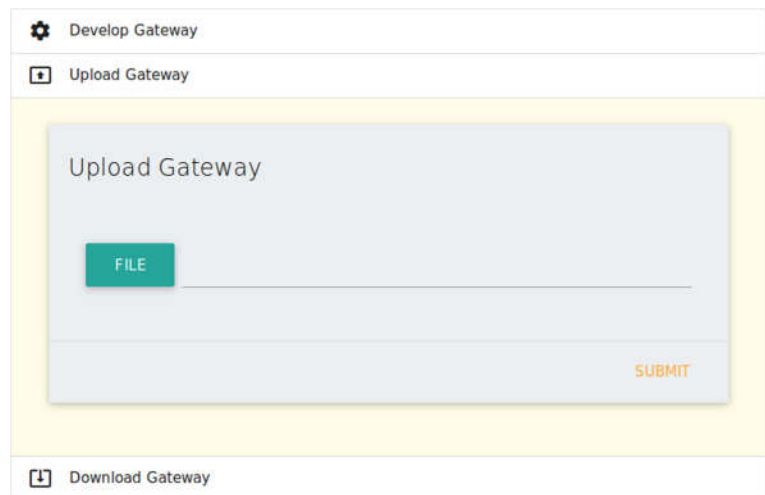 Develop Gateway
Upload Gateway
Upload Gateway
FILE
SUBMIT
Download Gateway